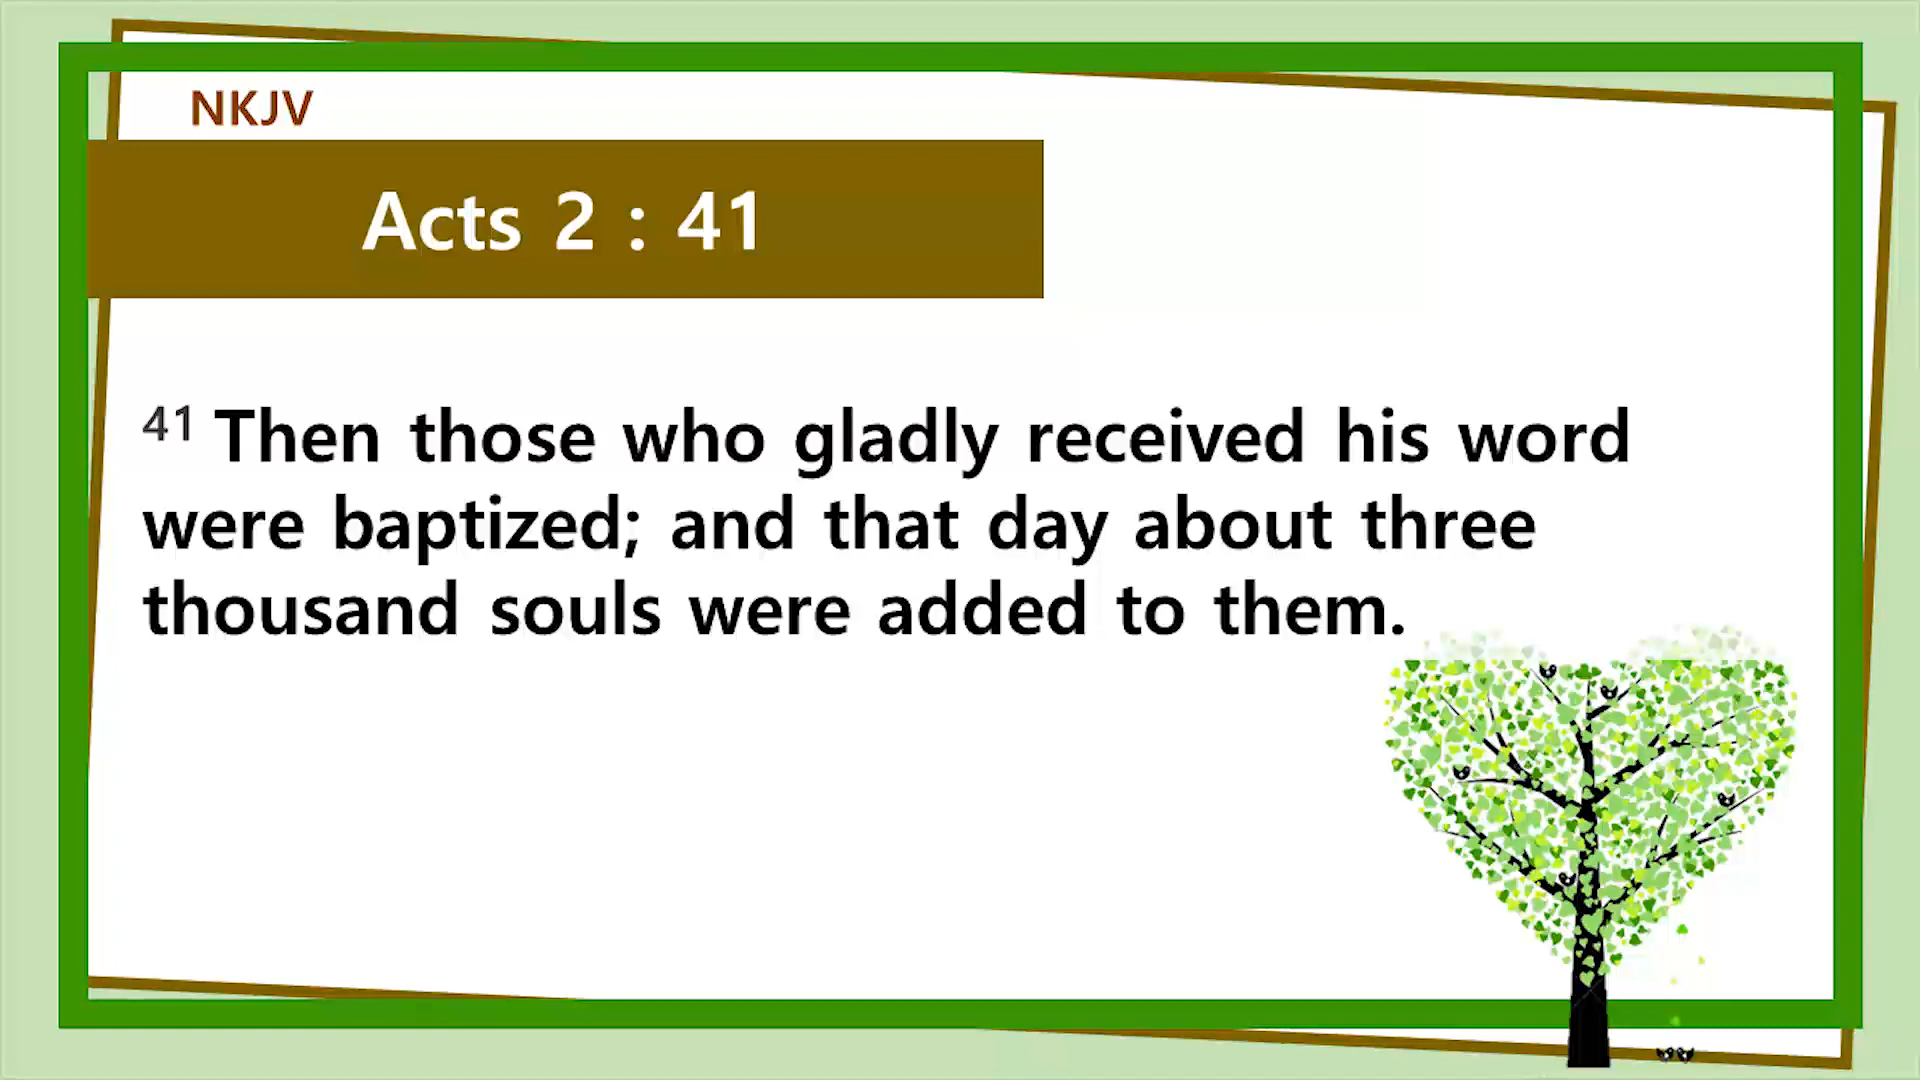 NKJV
Acts 2 : 41
41 Then those who gladly received his word
were baptized; and that day about three
thousand souls were added to them.